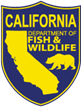 CALIFORNIA
DEPARTMENT OF
FISH &
WILDLIFE